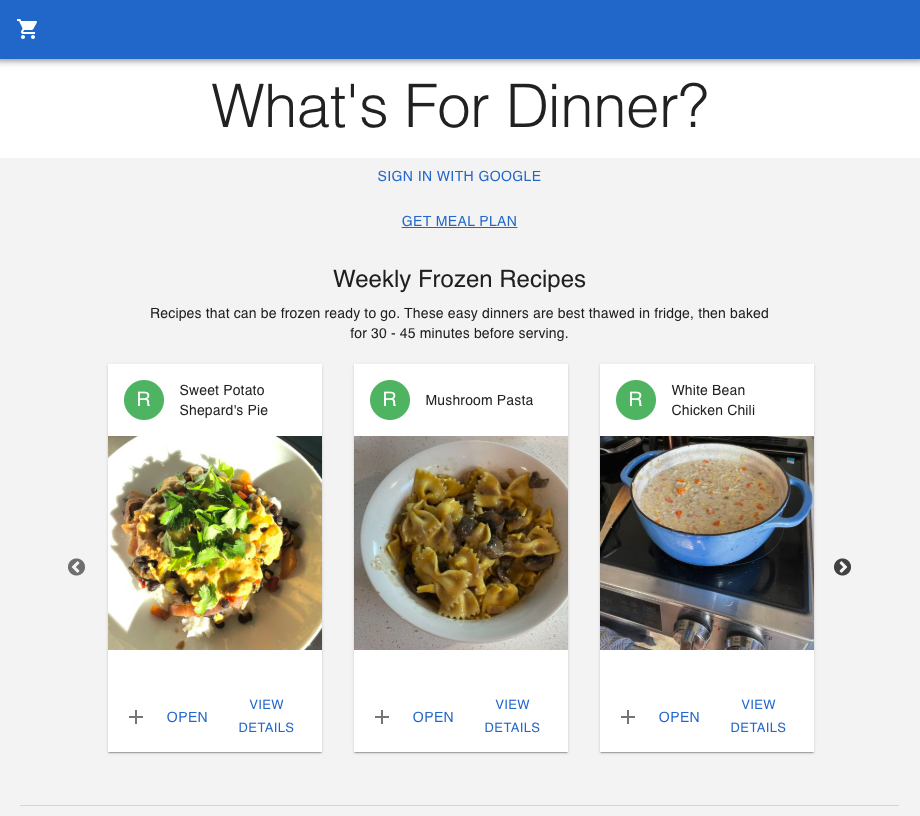 What's For Dinner?
SIGN IN WITH GOOGLE
GET MEAL PLAN
Weekly Frozen Recipes
Recipes that can be frozen ready to go. These easy dinners are best thawed in fridge, then baked
for 30 - 45 minutes before serving.
R
Sweet Potato
Shepard's Pie
R
Mushroom Pasta
R
White Bean
Chicken Chili
OPEN
VIEW
DETAILS
OPEN
VIEW
DETAILS
OPEN
VIEW
DETAILS